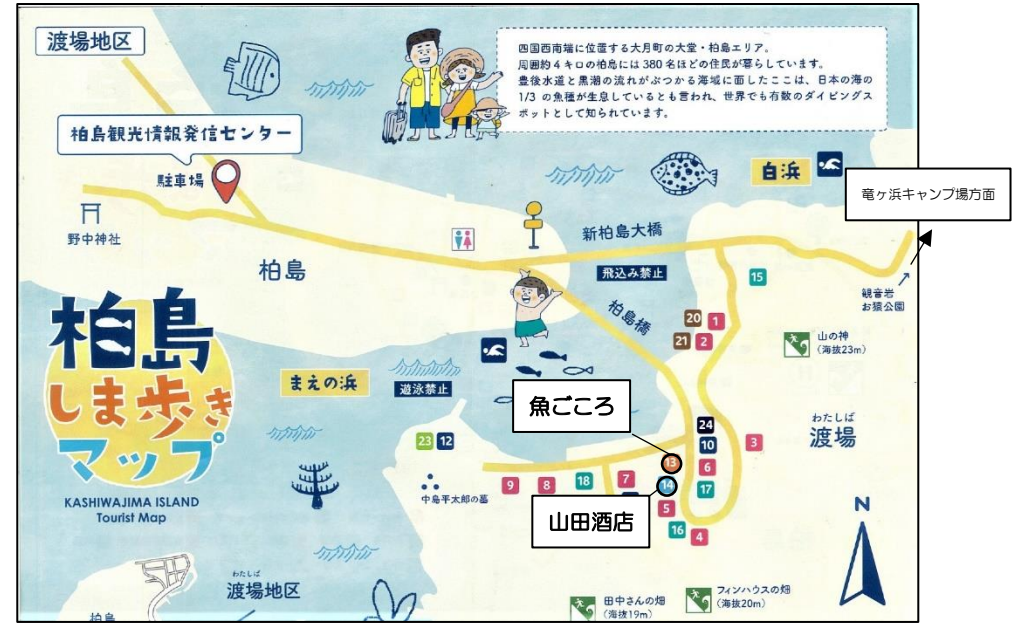 渡場地区
四国西南端に位置する大月町の大堂・柏島エリア。
周囲約4キロの柏島には380名ほどの住民が暮らしています。
豊後水道と黒潮の流れがぶつかる海域に面したここは、日本の海の
1/3 の魚種が生息しているとも言われ、世界でも有数のダイビングス
ポットとして知られています。
柏島観光情報発信センター
駐車場
白浜
竜ヶ浜キャンプ場方面
野中神社
新柏島大橋
柏島
飛込み禁止
15
観音岩
お猿公園
柏島橋
20
1
21
2
山の神
(海抜23m)
柏島
しま歩き
マップ
KASHIWAJIMA ISLAND
Tourist Map
まえの浜
遊泳禁止
魚ごころ
わたしば
渡場
24
10
3
23
12
13
6
中島平太郎の墓
9
8
18
7
14
17
山田酒店
5
16
4
N
わたしば
渡場地区
田中さんの畑
(海抜19m)
フィンハウスの畑
(海抜20m)
柏島